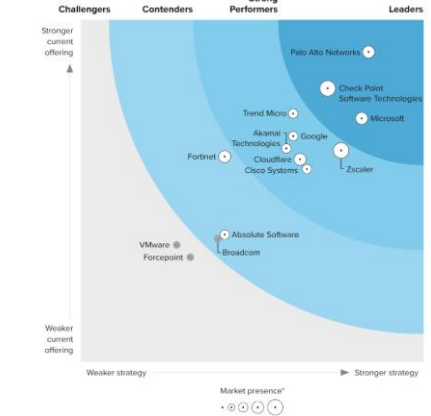 Challengers Contenders Strong Performers Leaders
Stronger
current
offering
Palo Alto Networks
Check Point
Software Technologies
Microsoft
Trend Micro
Akamai
Technologies
Google
Fortinet
Cloudflare
Cisco Systems
Zscaler
Absolute Software
VMware
Broadcom
Forcepoint
Weaker
current
offering
Weaker strategy Stronger strategy
Market presence*